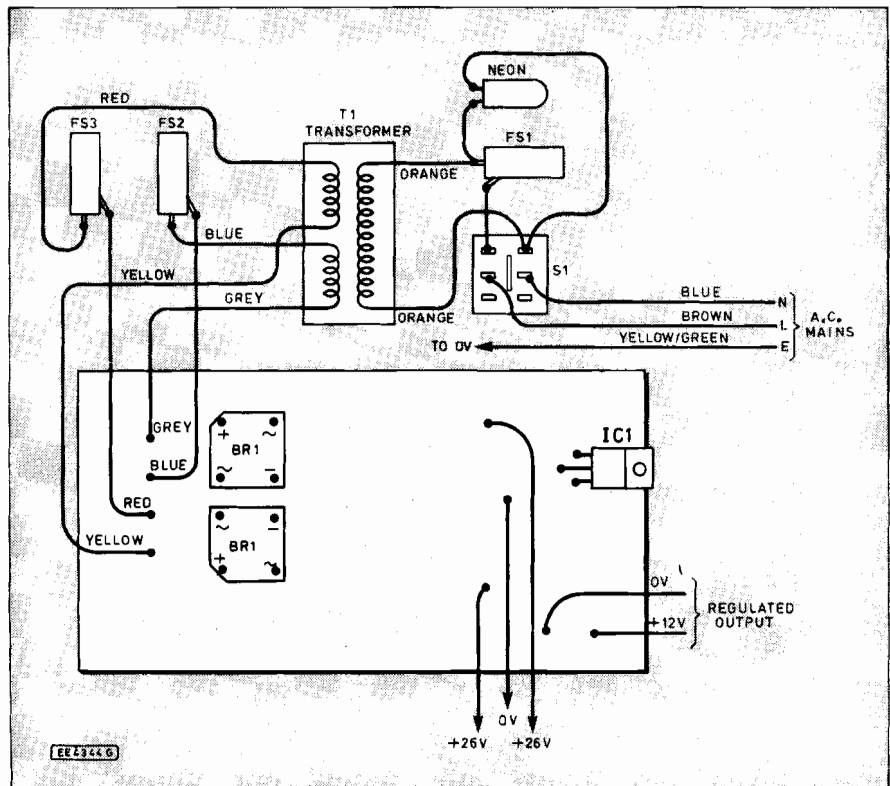 NEON
RED
FS3
FS2
T1
TRANSFORMER
FS1
ORANGE
BLUE
S1
YELLOW
BLUE
N
GREY
BROWN
L
A.C.
MAINS
ORANGE
YELLOW/GREEN
E
TO 0V
GREY
+ ~
BR1
~ −
BLUE
IC1
RED
~ −
BR1
+ ~
YELLOW
0V
REGULATED
OUTPUT
+12V
0V
+26V
+26V
EE4344G